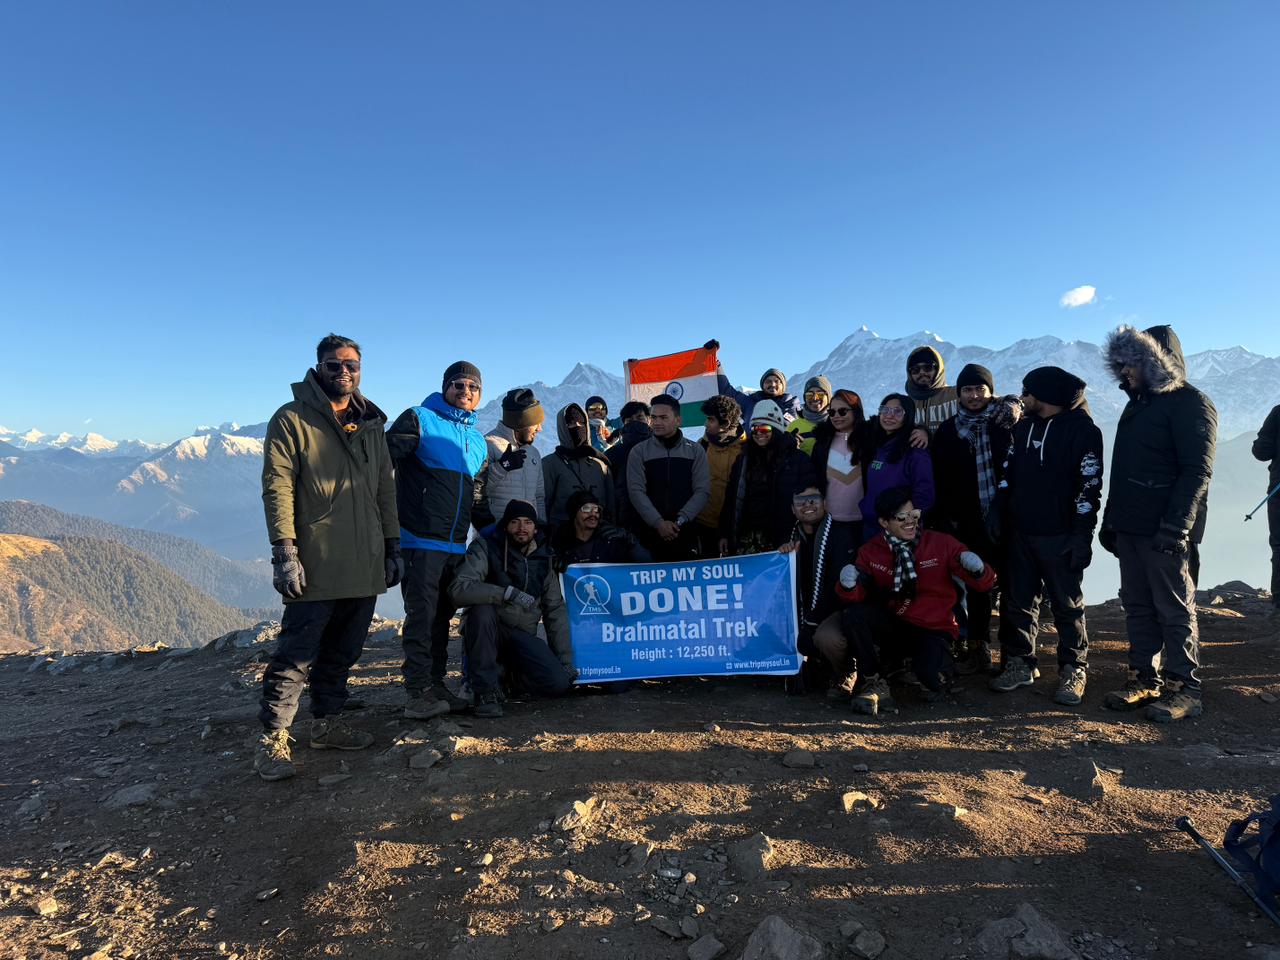 TRIP MY SOUL
DONE!
TMS
Brahmatal Trek
Height : 12,250 ft.
tripmysoul.in
www.tripmysoul.in